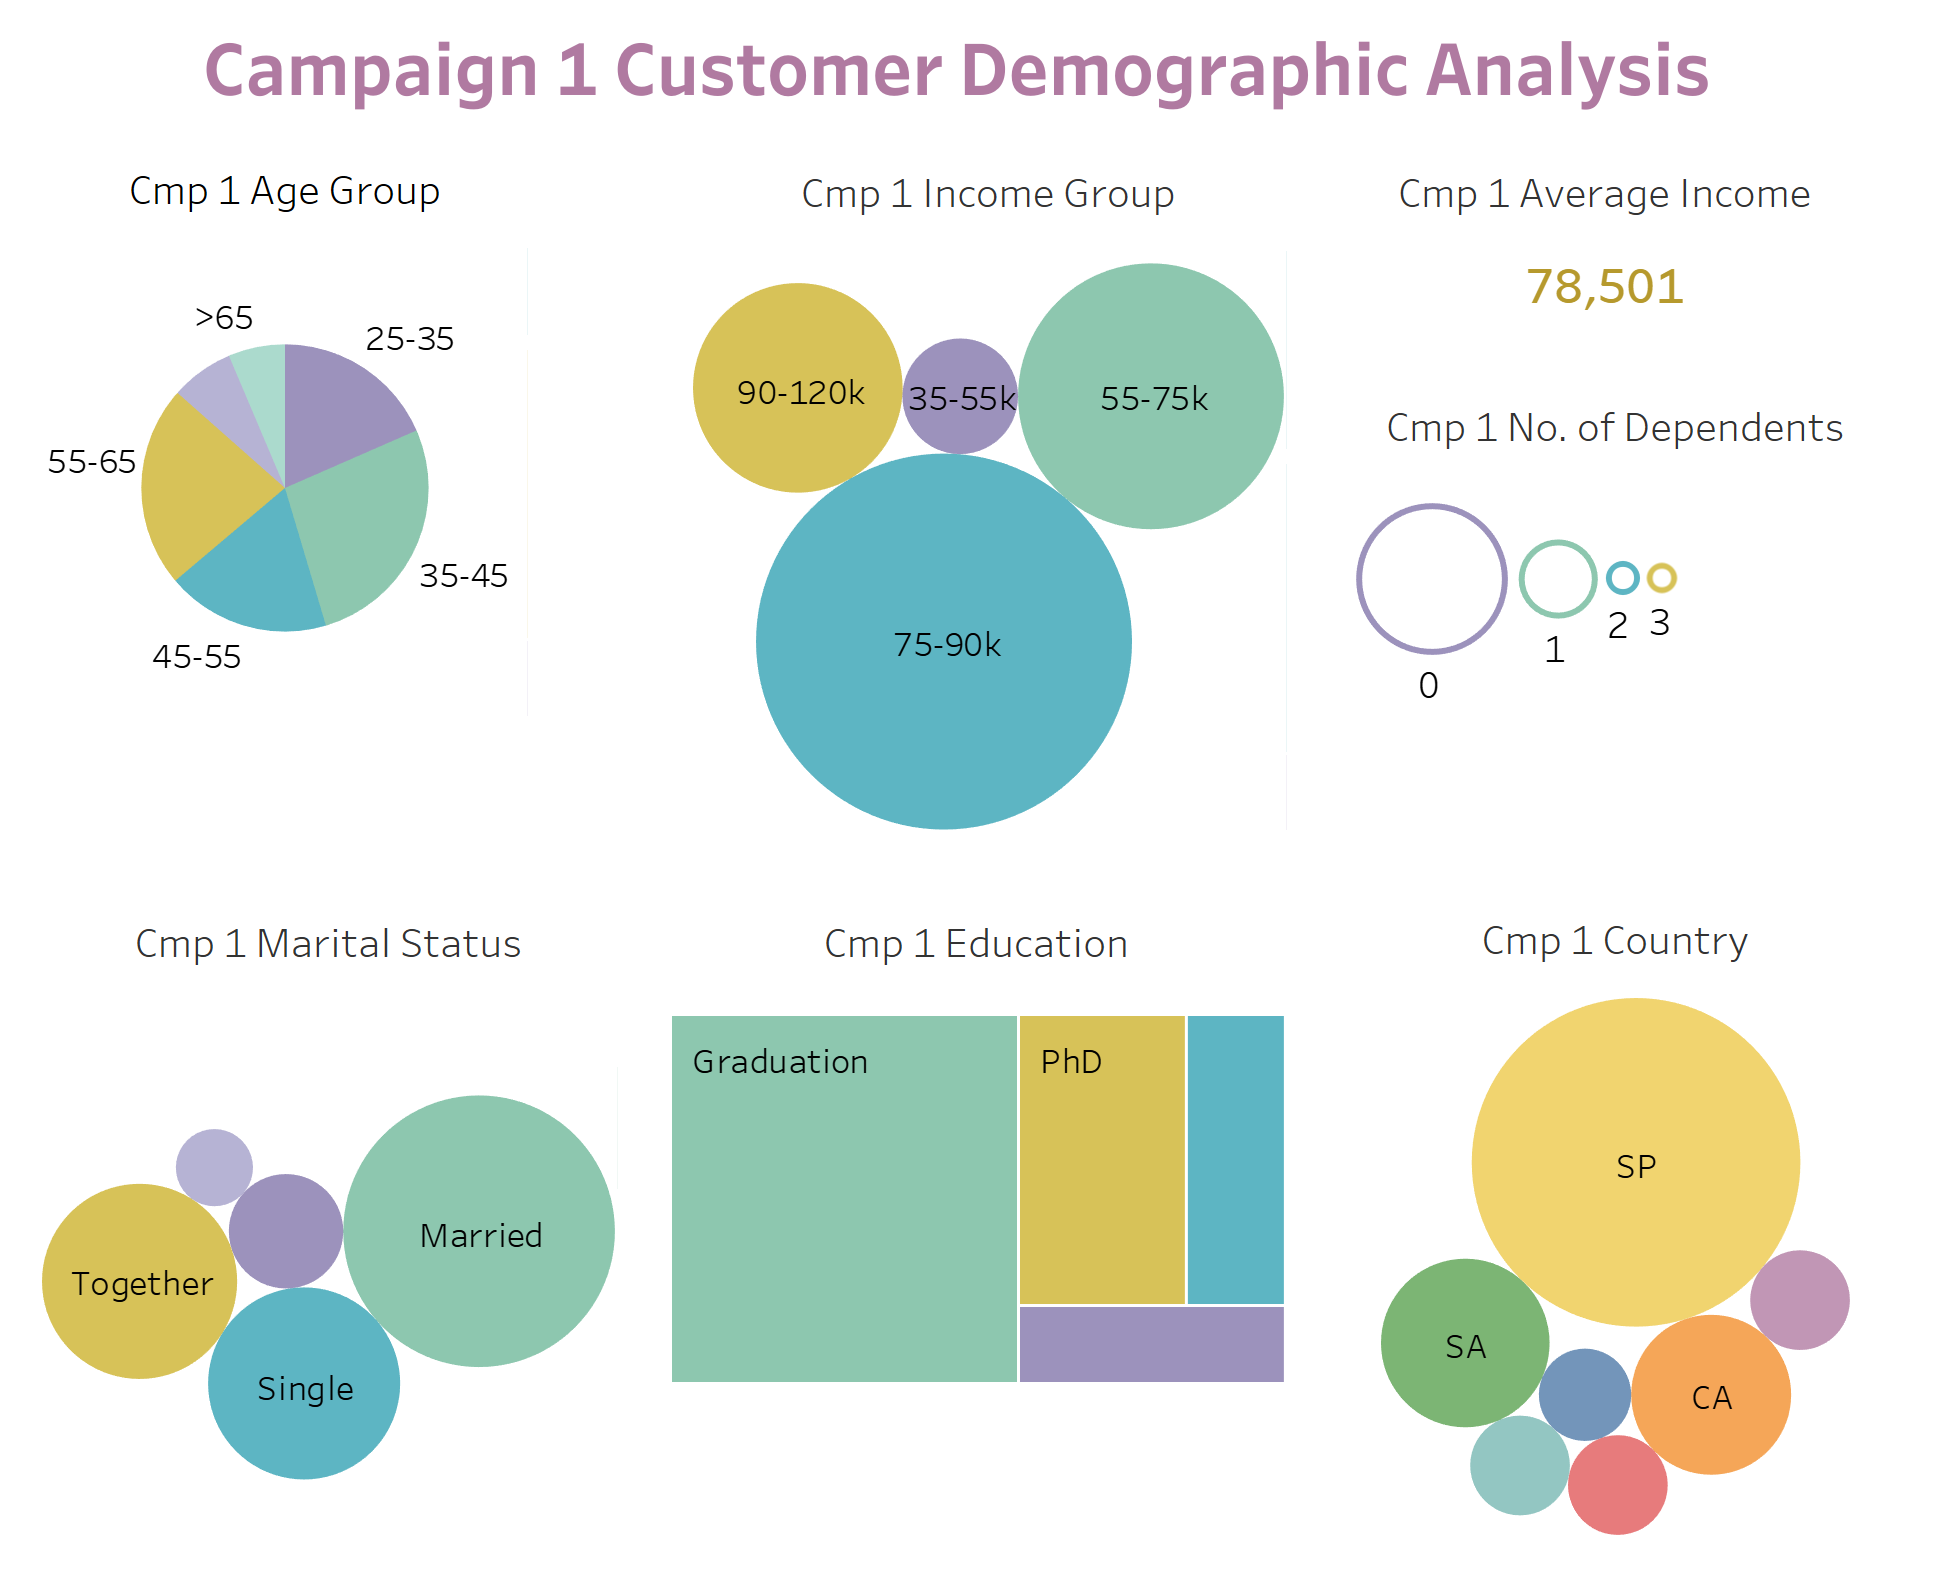 Campaign 1 Customer Demographic Analysis
Cmp 1 Age Group
>65
25-35
55-65
35-45
45-55
Cmp 1 Income Group
90-120k
35-55k
55-75k
75-90k
Cmp 1 Average Income
78,501
Cmp 1 No. of Dependents
0
1
2
3
Cmp 1 Marital Status
Married
Together
Single
Cmp 1 Education
Graduation
PhD
Cmp 1 Country
SP
SA
CA